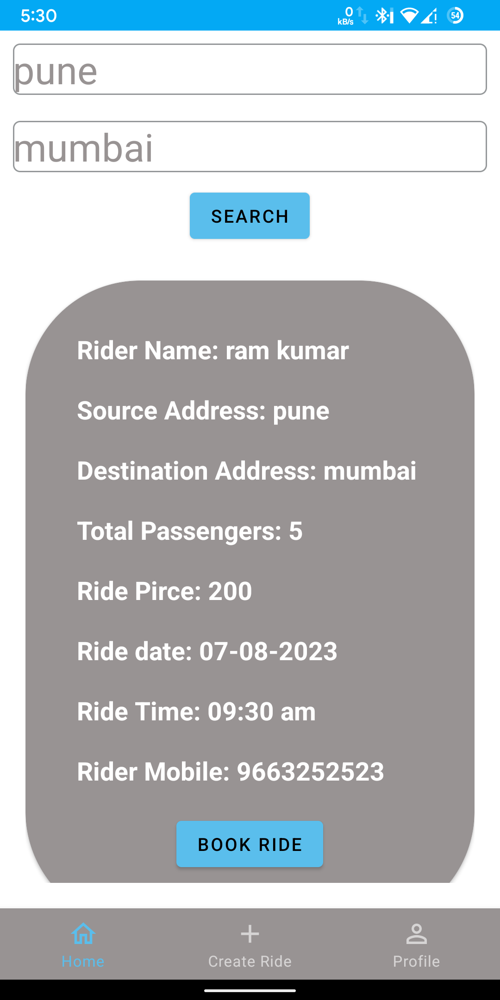 5:30
0
kB/s
54
pune
mumbai
SEARCH
Rider Name: ram kumar
Source Address: pune
Destination Address: mumbai
Total Passengers: 5
Ride Pirce: 200
Ride date: 07-08-2023
Ride Time: 09:30 am
Rider Mobile: 9663252523
BOOK RIDE
Home
Create Ride
Profile